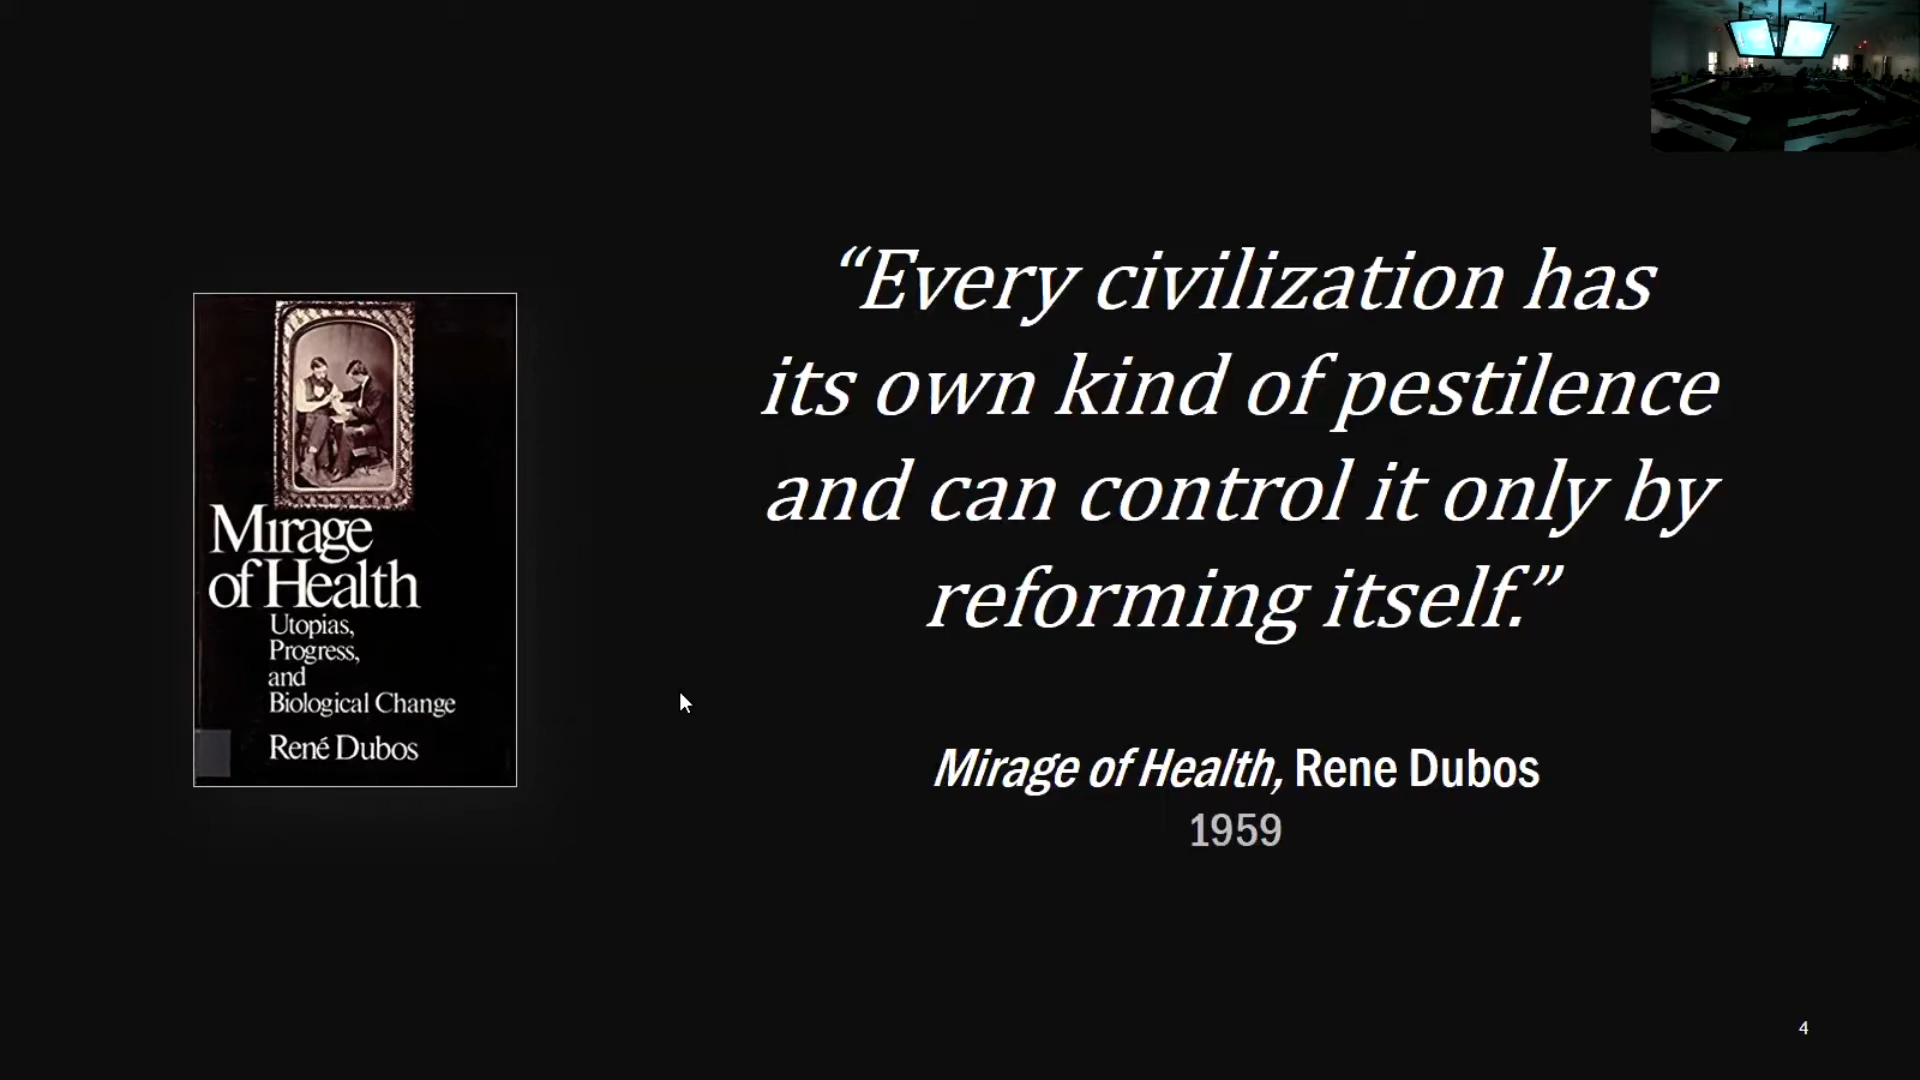 Mirage
of Health
Utopias,
Progress,
and
Biological Change
René Dubos
“Every civilization has
its own kind of pestilence
and can control it only by
reforming itself.”
Mirage of Health, Rene Dubos
1959
4